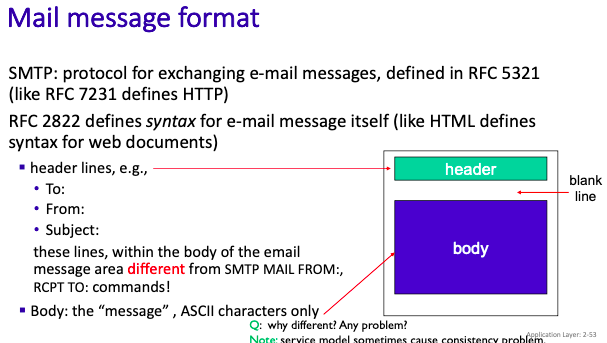 Mail message format
SMTP: protocol for exchanging e-mail messages, defined in RFC 5321
(like RFC 7231 defines HTTP)
RFC 2822 defines syntax for e-mail message itself (like HTML defines
syntax for web documents)
▪ header lines, e.g.,
• To:
• From:
• Subject:
these lines, within the body of the email
message area different from SMTP MAIL FROM:,
RCPT TO: commands!
▪ Body: the “message” , ASCII characters only
header
blank
line
body
Q: why different? Any problem?
Note: service model sometimes cause consistency problem.
Application Layer: 2-53